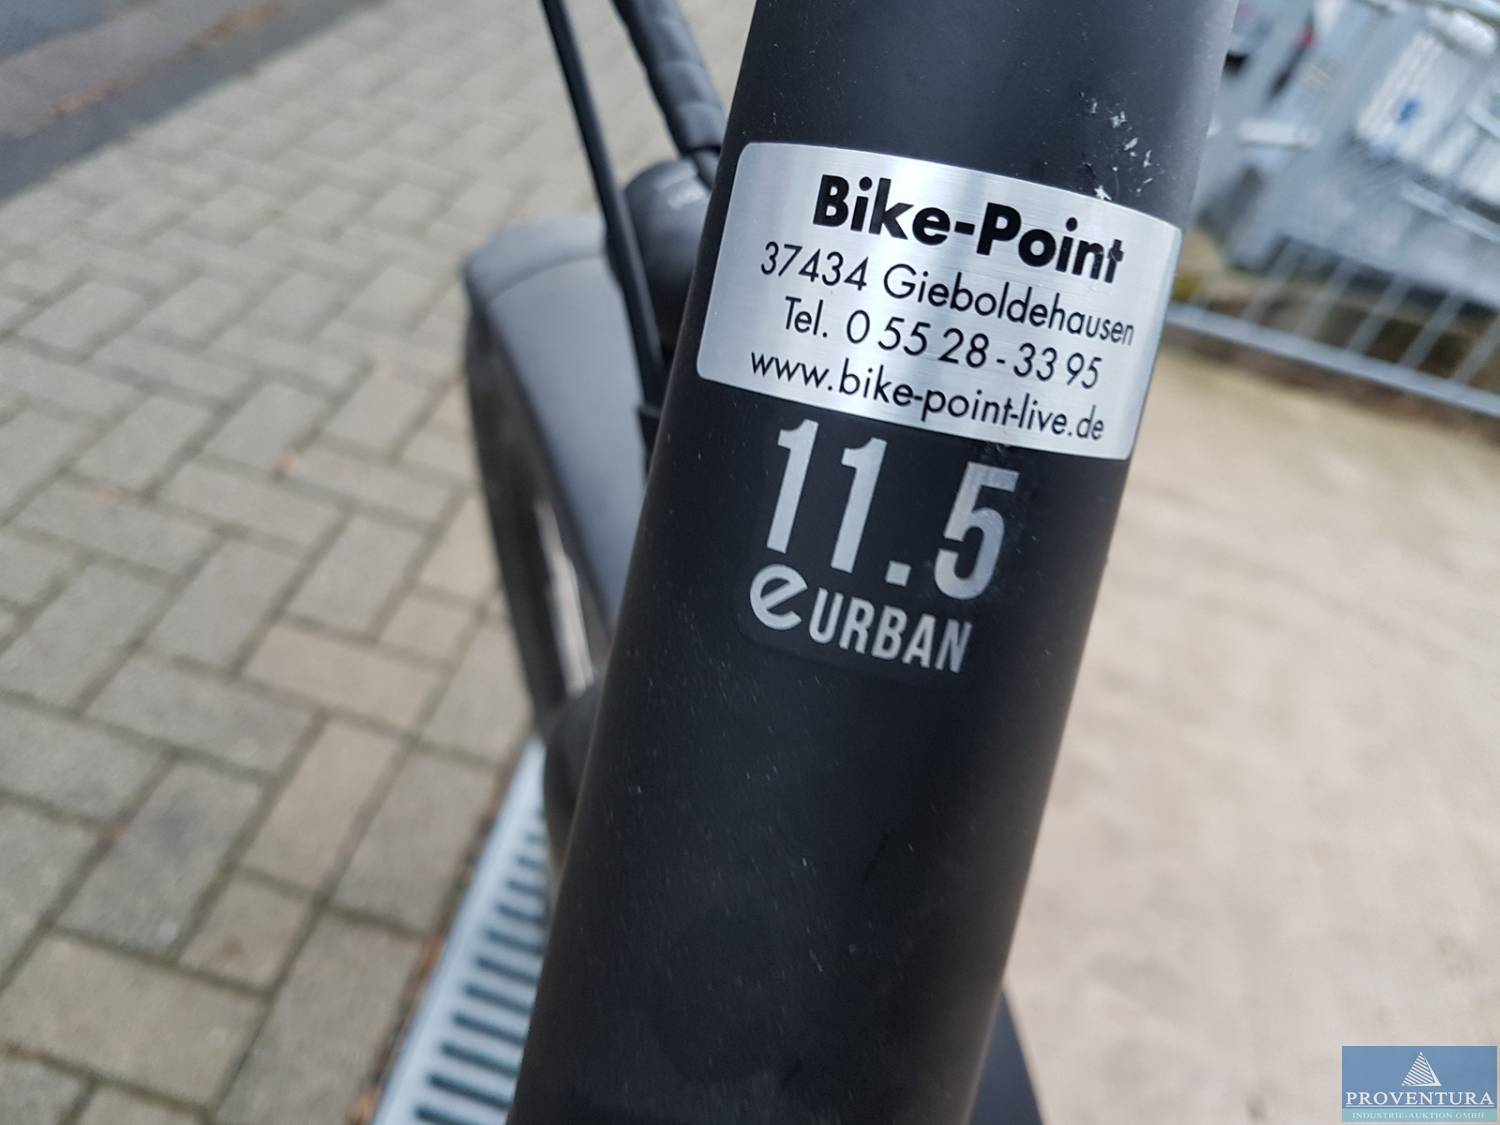 Bike-Point
37434 Gieboldehausen
Tel. 0 55 28 - 33 95
www.bike-point-live.de
11.5
e URBAN
PROVENTURA
INDUSTRIE-AUKTION GMBH